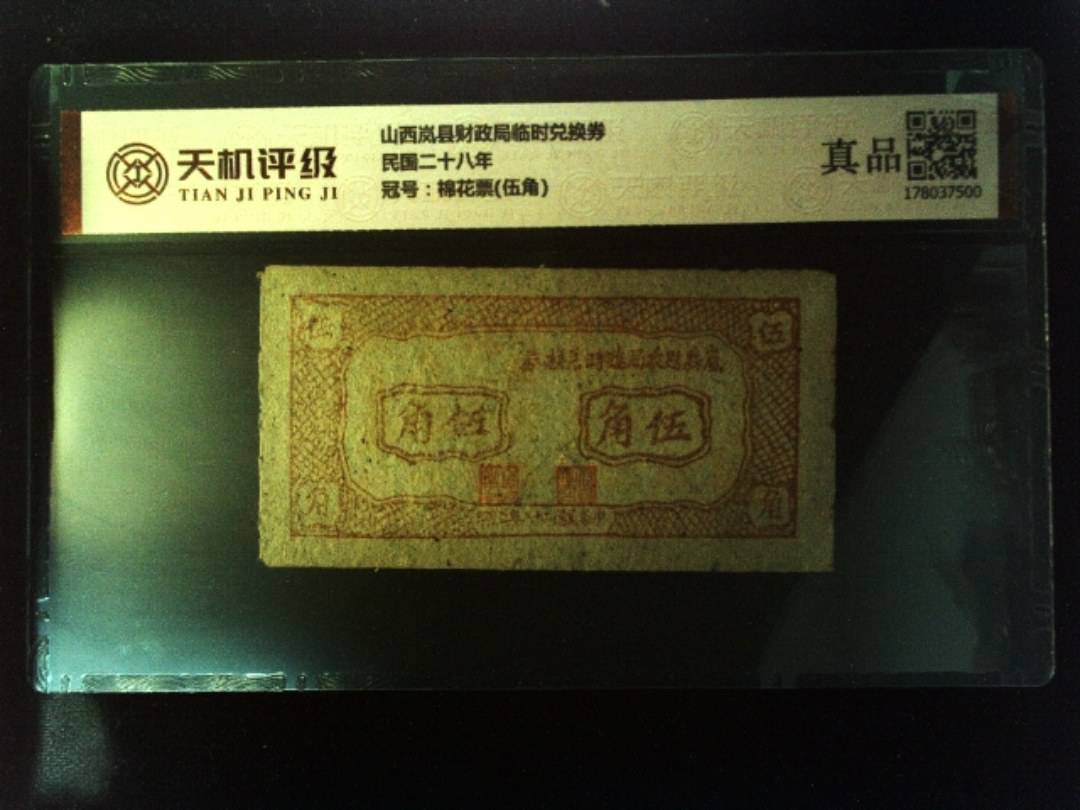 天机评级
TIAN JI PING JI
山西岚县财政局临时兑换券
民国二十八年
冠号：棉花票(伍角)
真品
178037500
伍
伍
角伍
角伍
角
角